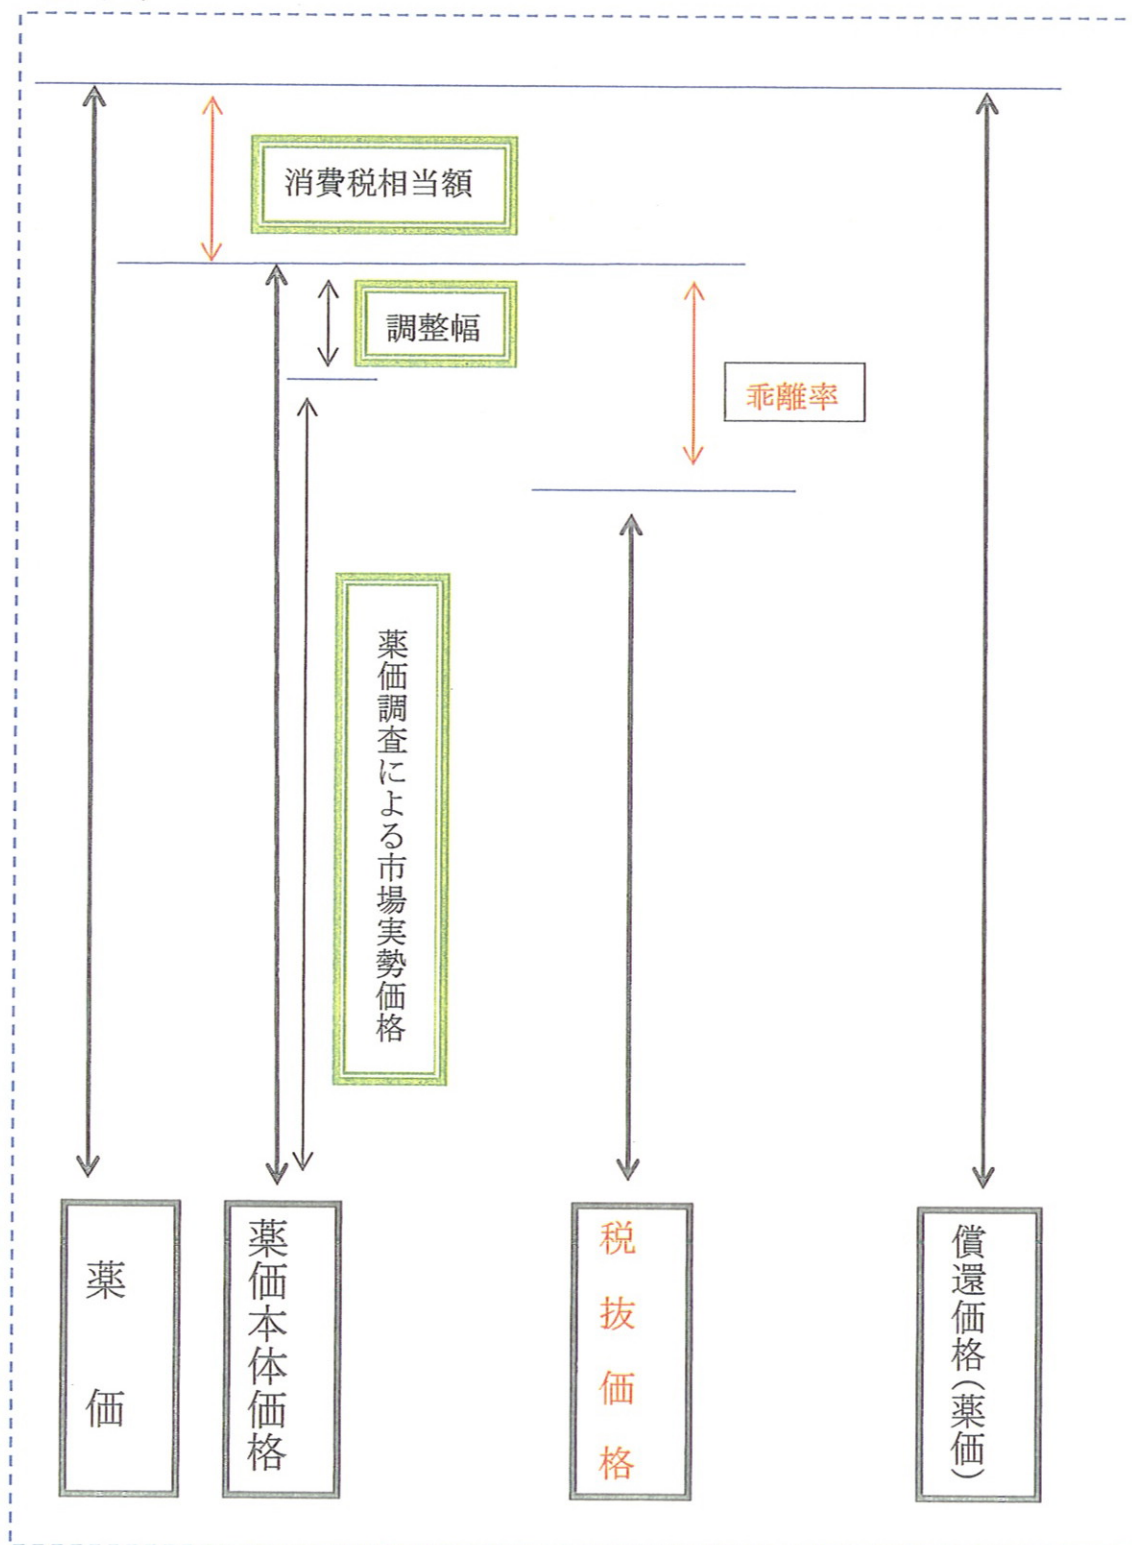 消費税相当額
調整幅
乖離率
薬価調査による市場実勢価格
薬価
薬価本体価格
税抜価格
償還価格(薬価)